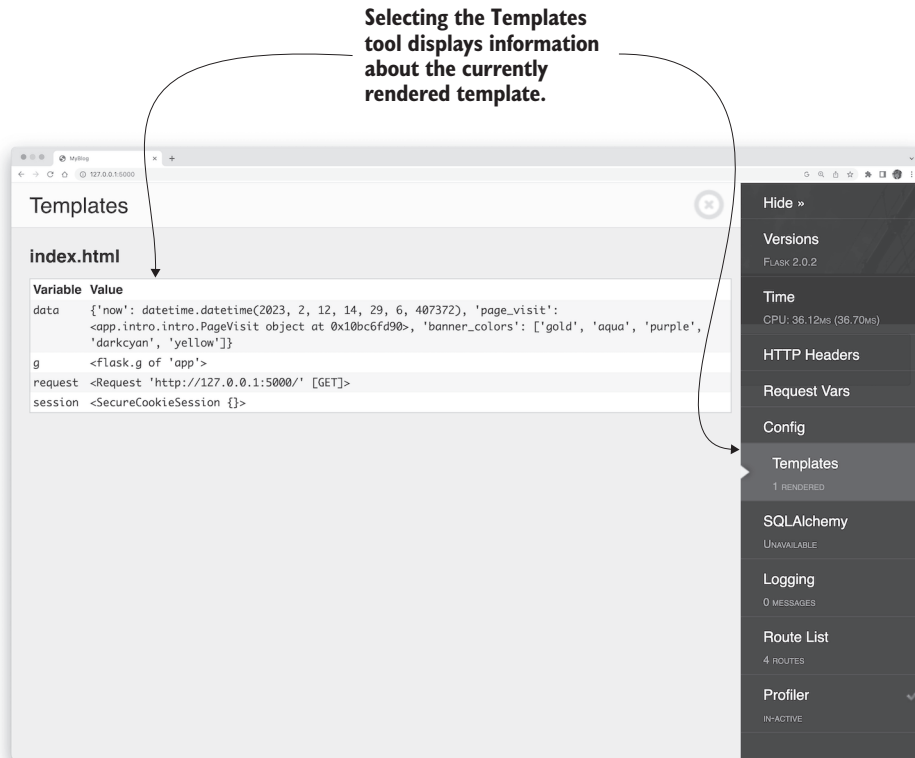 Selecting the Templates
tool displays information
about the currently
rendered template.
MyBlog
127.0.0.1:5000
Templates
index.html
Variable Value
data {'now': datetime.datetime(2023, 2, 12, 14, 29, 6, 407372), 'page_visit':
<app.intro.intro.PageVisit object at 0x10bc6fd90>, 'banner_colors': ['gold', 'aqua', 'purple',
'darkcyan', 'yellow']}
g <flask.g of 'app'>
request <Request 'http://127.0.0.1:5000/' [GET]>
session <SecureCookieSession {}>
Hide »
Versions
FLASK 2.0.2
Time
CPU: 36.12MS (36.70MS)
HTTP Headers
Request Vars
Config
Templates
1 RENDERED
SQLAlchemy
UNAVAILABLE
Logging
0 MESSAGES
Route List
4 ROUTES
Profiler
IN-ACTIVE